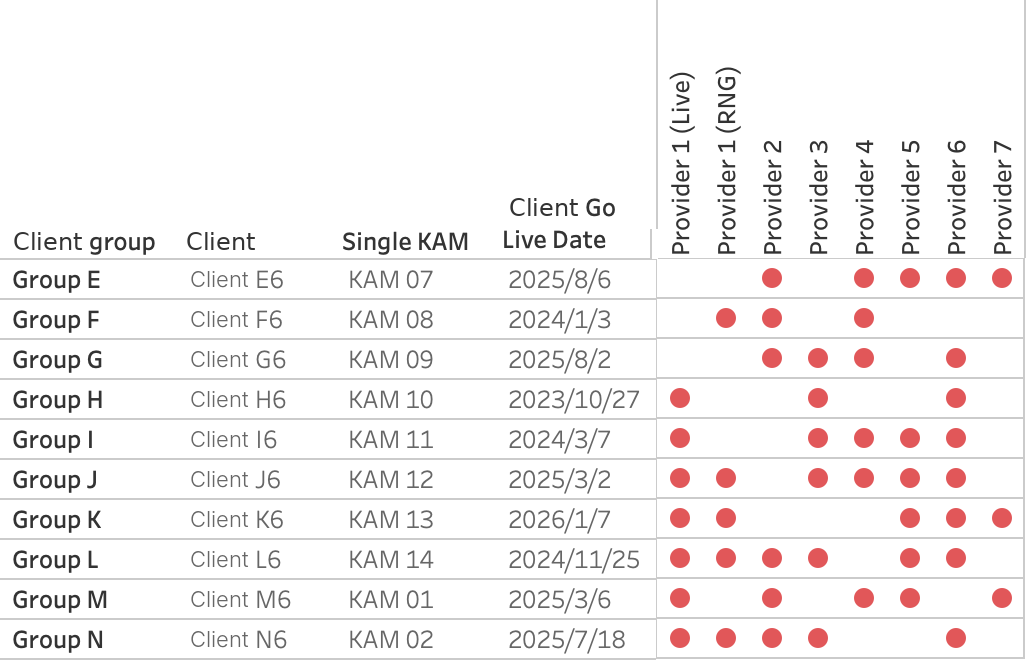 Provider 1 (Live)
Provider 1 (RNG)
Provider 2
Provider 3
Provider 4
Provider 5
Provider 6
Provider 7
Client group Client Single KAM Client Go
Live Date
Group E Client E6 KAM 07 2025/8/6
Group F Client F6 KAM 08 2024/1/3
Group G Client G6 KAM 09 2025/8/2
Group H Client H6 KAM 10 2023/10/27
Group I Client I6 KAM 11 2024/3/7
Group J Client J6 KAM 12 2025/3/2
Group K Client K6 KAM 13 2026/1/7
Group L Client L6 KAM 14 2024/11/25
Group M Client M6 KAM 01 2025/3/6
Group N Client N6 KAM 02 2025/7/18